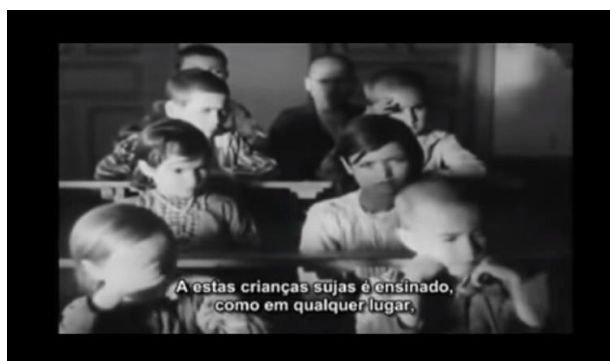 A estas crianças sujas é ensinado,
como em qualquer lugar,